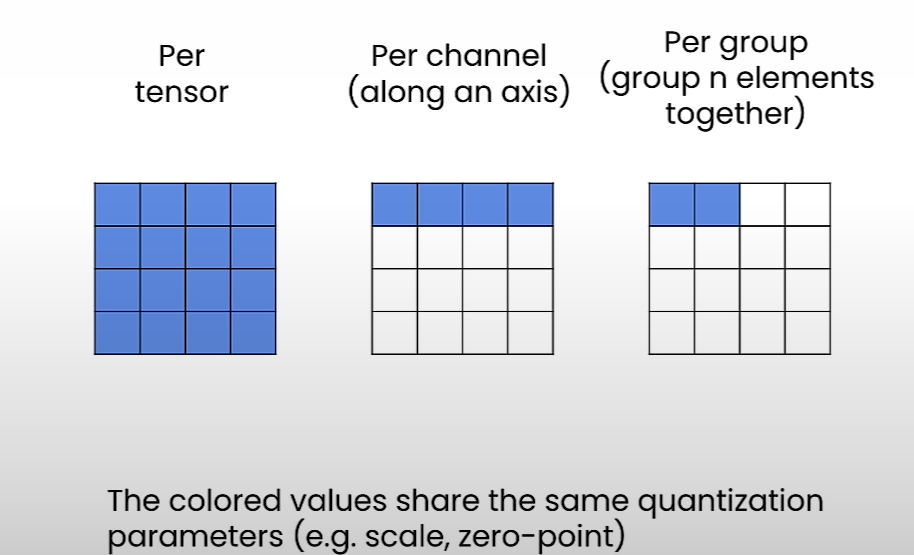 Per
tensor
Per channel
(along an axis)
Per group
(group n elements
together)
The colored values share the same quantization
parameters (e.g. scale, zero-point)